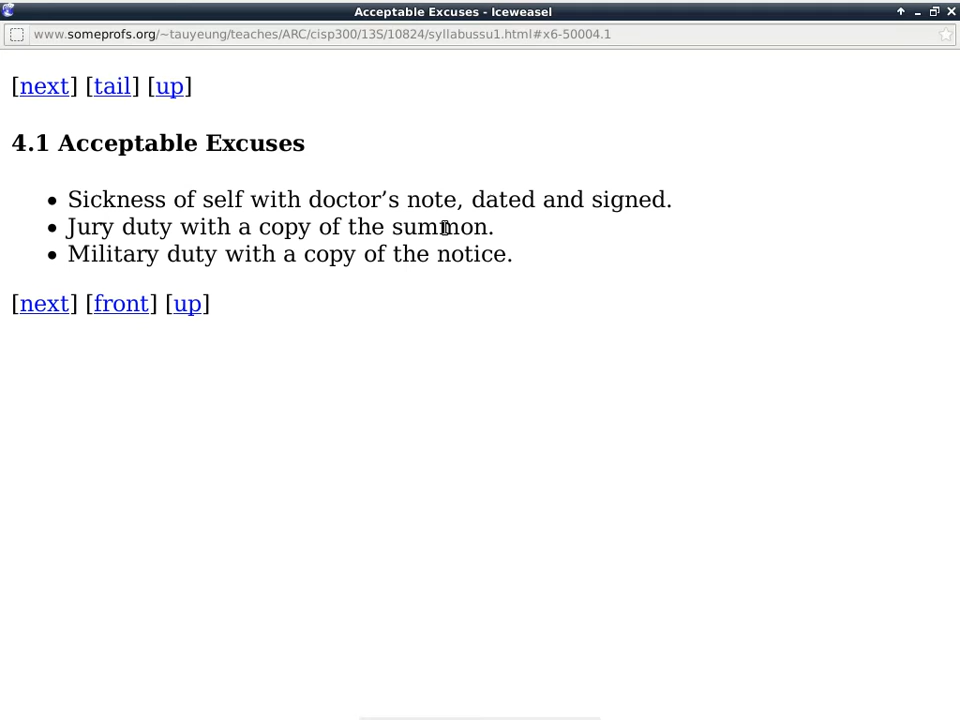 Acceptable Excuses - Iceweasel
www.someprofs.org/~tauyeung/teaches/ARC/cisp300/13S/10824/syllabussu1.html#x6-50004.1
[next] [tail] [up]
4.1 Acceptable Excuses
• Sickness of self with doctor’s note, dated and signed.
• Jury duty with a copy of the summon.
• Military duty with a copy of the notice.
[next] [front] [up]